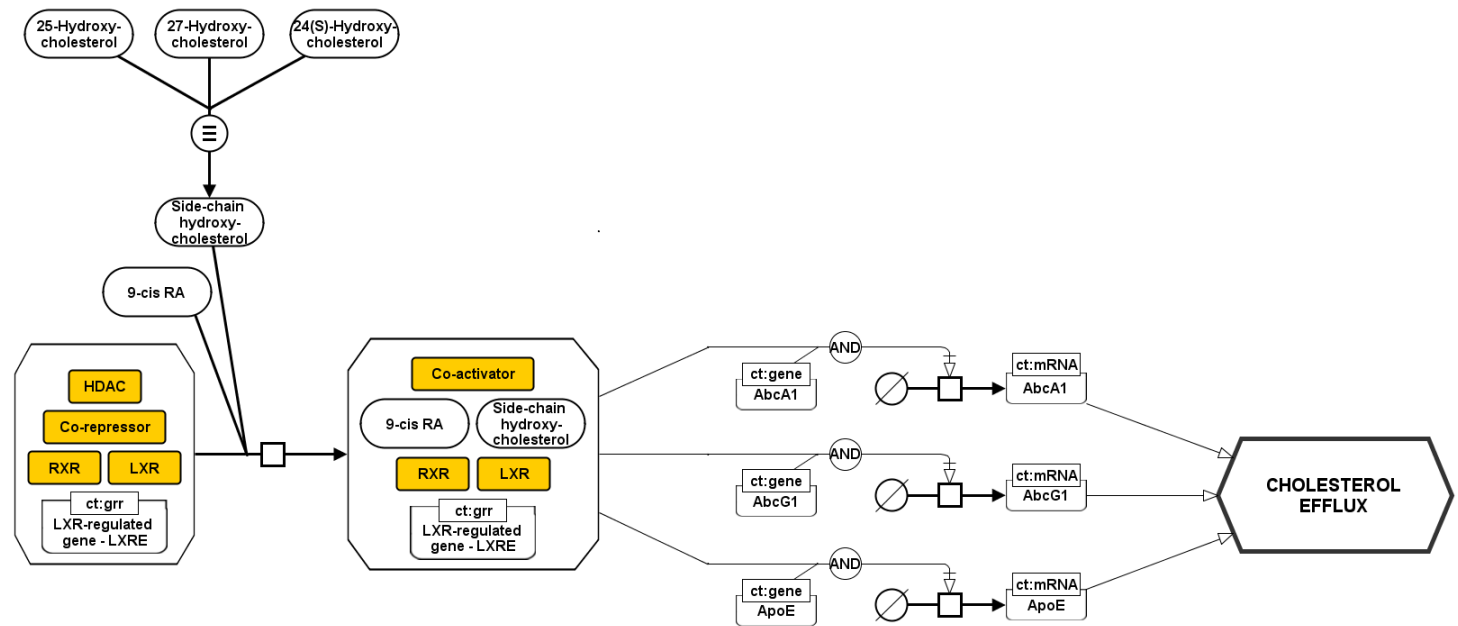 25-Hydroxy-
cholesterol
27-Hydroxy-
cholesterol
24(S)-Hydroxy-
cholesterol
Side-chain
hydroxy-
cholesterol
9-cis RA
HDAC
Co-repressor
RXR
LXR
ct:grr
LXR-regulated
gene - LXRE
Co-activator
9-cis RA
Side-chain
hydroxy-
cholesterol
RXR
LXR
ct:grr
LXR-regulated
gene - LXRE
AND
ct:gene
AbcA1
ct:mRNA
AbcA1
AND
ct:gene
AbcG1
ct:mRNA
AbcG1
AND
ct:gene
ApoE
ct:mRNA
ApoE
CHOLESTEROL
EFFLUX